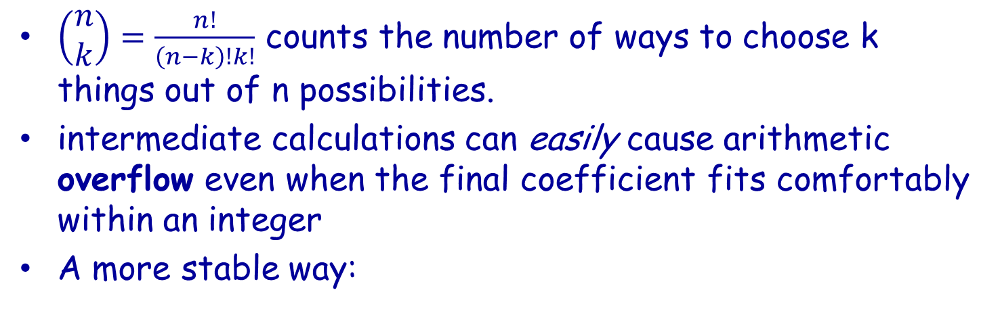 • $\binom{n}{k} = \frac{n!}{(n-k)!k!}$ counts the number of ways to choose k
things out of n possibilities.
• intermediate calculations can easily cause arithmetic
overflow even when the final coefficient fits comfortably
within an integer
• A more stable way: